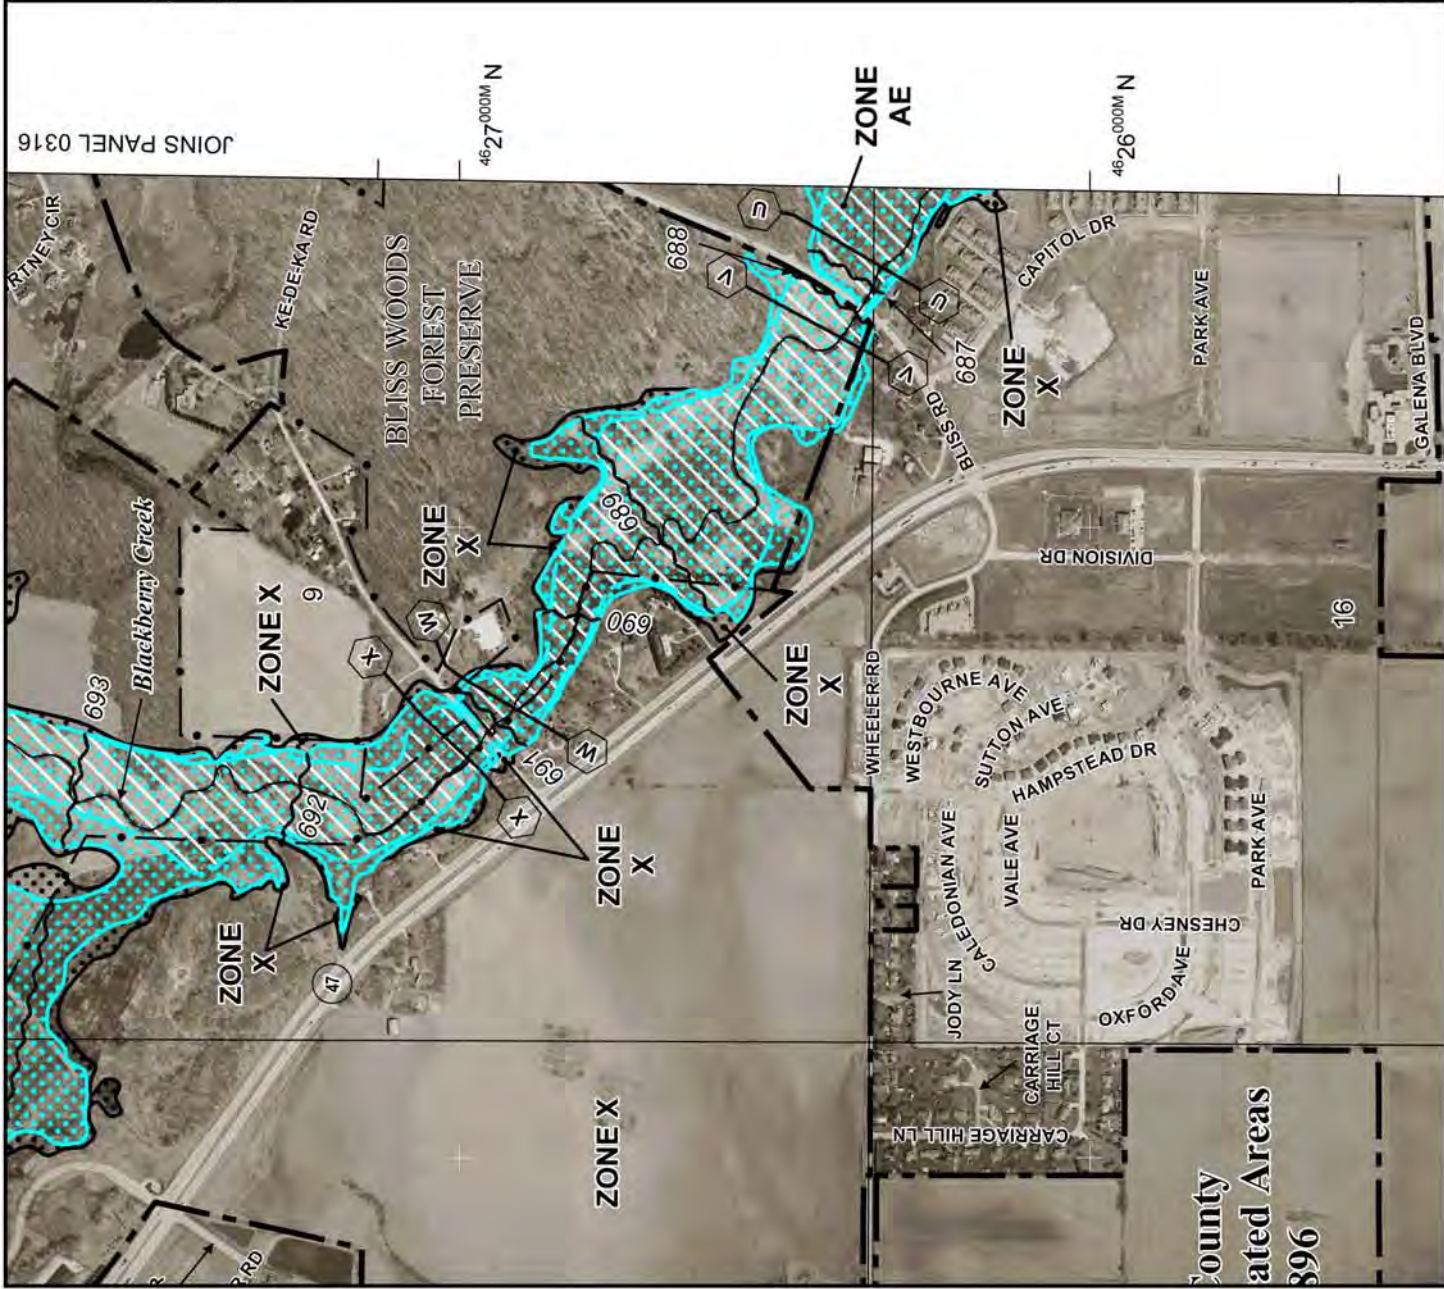 JOINS PANEL 0316
4627000M N
ZONE
AE
4626000M N
RTNEY CIR
KE-DE-KA RD
BLISS WOODS
FOREST
PRESERVE
688
U
V
U
V
687
CAPITOL DR
PARK AVE
ZONE
X
BLISS RD
GALENA BLVD
Blackberry Creek
693
ZONE X
9
ZONE
X
689
690
W
X
DIVISION DR
16
ZONE
X
WHEELER RD
WESTBOURNE AVE
SUTTON AVE
HAMPSTEAD DR
692
691
W
X
ZONE
X
ZONE
X
47
CALEDONIAN AVE
VALE AVE
PARK AVE
CHESNEY DR
JODY LN
OXFORD AVE
CARRIAGE
HILL CT
CARRIAGE HILL LN
ZONE X
County
ated Areas
896
R
R RD